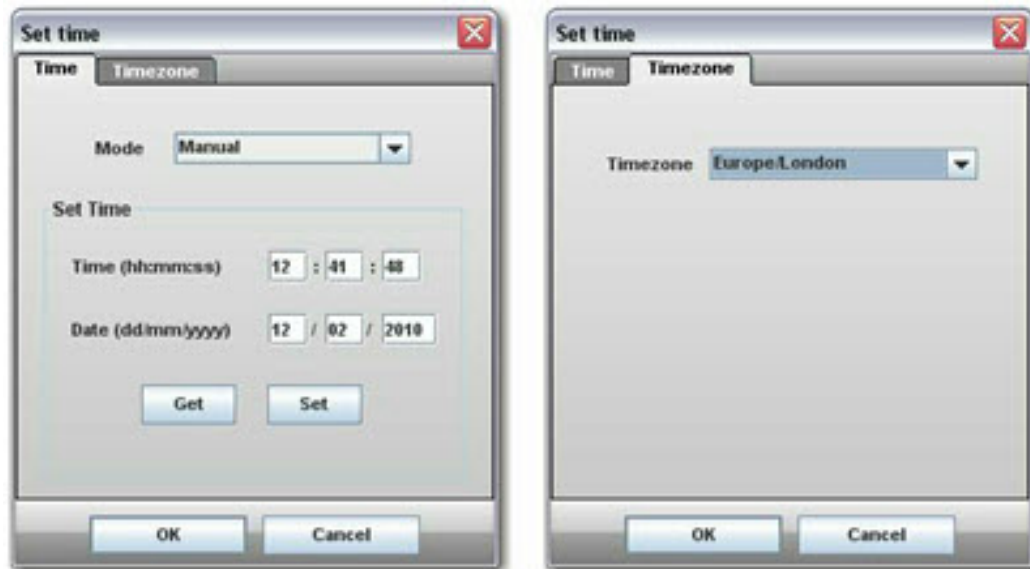 Set time
Time Timezone
Mode Manual
Set Time
Time (hh:mm:ss) 12 : 41 : 48
Date (dd/mm/yyyy) 12 / 02 / 2010
Get Set
OK Cancel
Set time
Time Timezone
Timezone Europe/London
OK Cancel